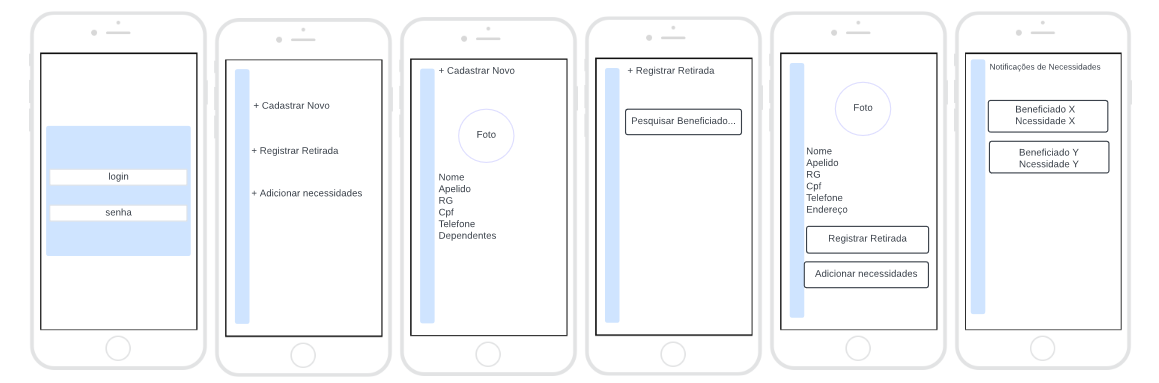 login
senha
+ Cadastrar Novo
+ Registrar Retirada
+ Adicionar necessidades
+ Cadastrar Novo
Foto
Nome
Apelido
RG
Cpf
Telefone
Dependentes
+ Registrar Retirada
Pesquisar Beneficiado...
Foto
Nome
Apelido
RG
Cpf
Telefone
Endereço
Registrar Retirada
Adicionar necessidades
Notificações de Necessidades
Beneficiado X
Ncessidade X
Beneficiado Y
Ncessidade Y